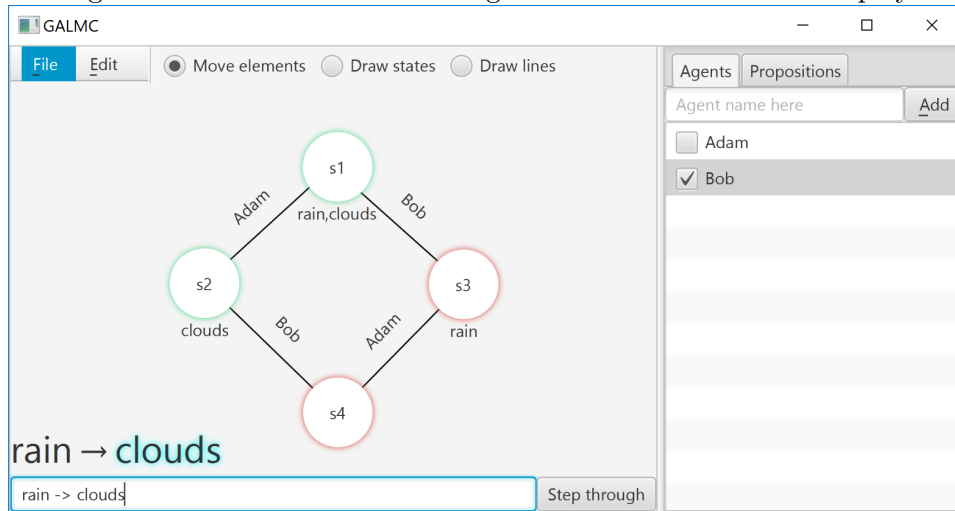 GALMC
File Edit Move elements Draw states Draw lines
Agents Propositions
Agent name here Add
Adam
Bob
s1
rain,clouds
Adam
Bob
s2
clouds
s3
rain
Bob
Adam
s4
rain → clouds
rain -> clouds
Step through